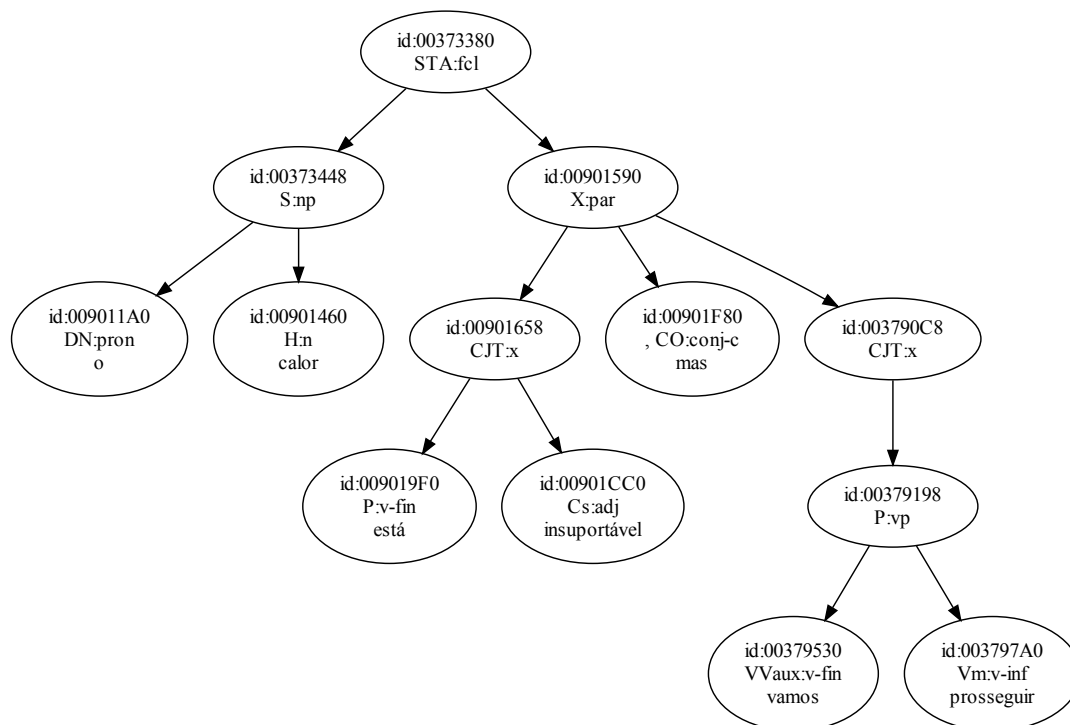 id:00373380
STA:fcl
id:00373448
S:np
id:00901590
X:par
id:009011A0
DN:pron
o
id:00901460
H:n
calor
id:00901658
CJT:x
id:00901F80
, CO:conj-c
mas
id:003790C8
CJT:x
id:009019F0
P:v-fin
está
id:00901CC0
Cs:adj
insuportável
id:00379198
P:vp
id:00379530
VVaux:v-fin
vamos
id:003797A0
Vm:v-inf
prosseguir